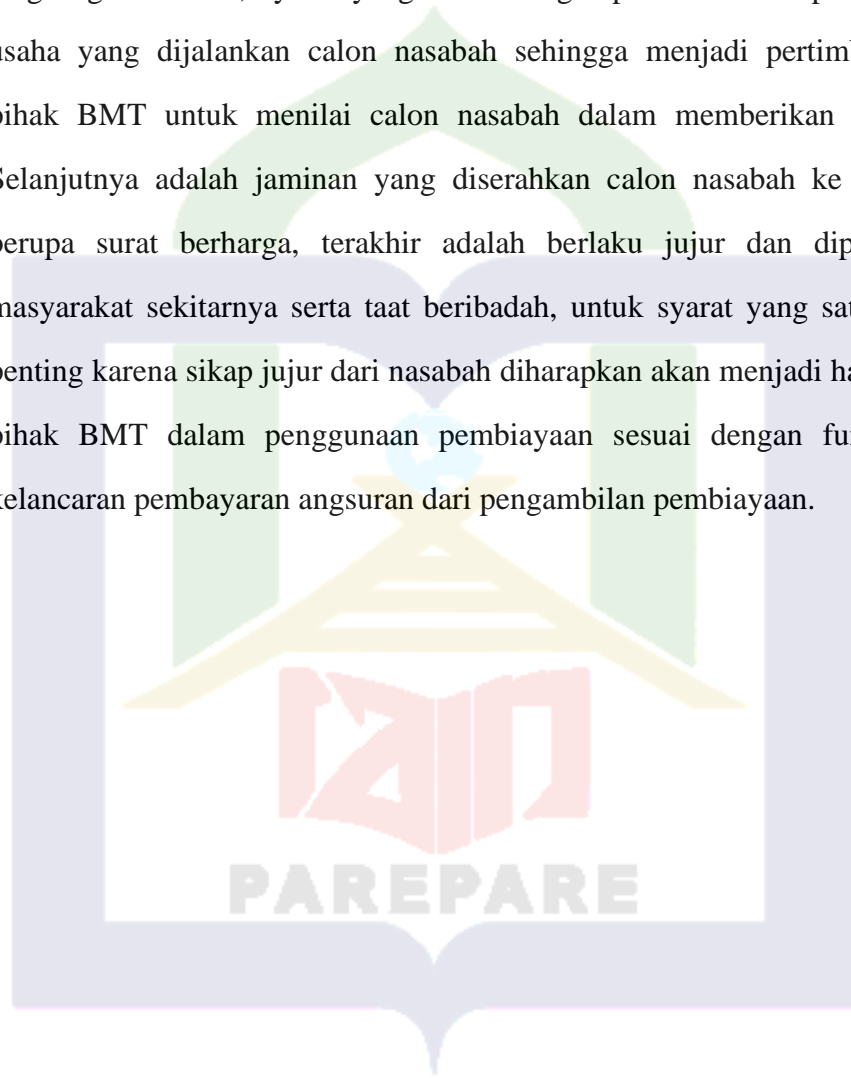 yang
usaha yang dijalankan calon nasabah sehingga menjadi pertimb
pihak BMT untuk menilai calon nasabah dalam memberikan
Selanjutnya adalah jaminan yang diserahkan calon nasabah ke
berupa surat berharga, terakhir adalah berlaku jujur dan dip
masyarakat sekitarnya serta taat beribadah, untuk syarat yang sat
penting karena sikap jujur dari nasabah diharapkan akan menjadi ha
pihak BMT dalam penggunaan pembiayaan sesuai dengan fu
kelancaran pembayaran angsuran dari pengambilan pembiayaan.
iain
PAREPARE